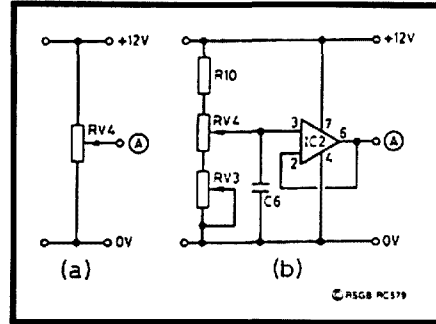 +12V
RV4
A
0V
(a)
+12V
R10
RV4
RV3
C6
3
2
IC2
7
6
4
A
0V
(b)
© RSGB RC579